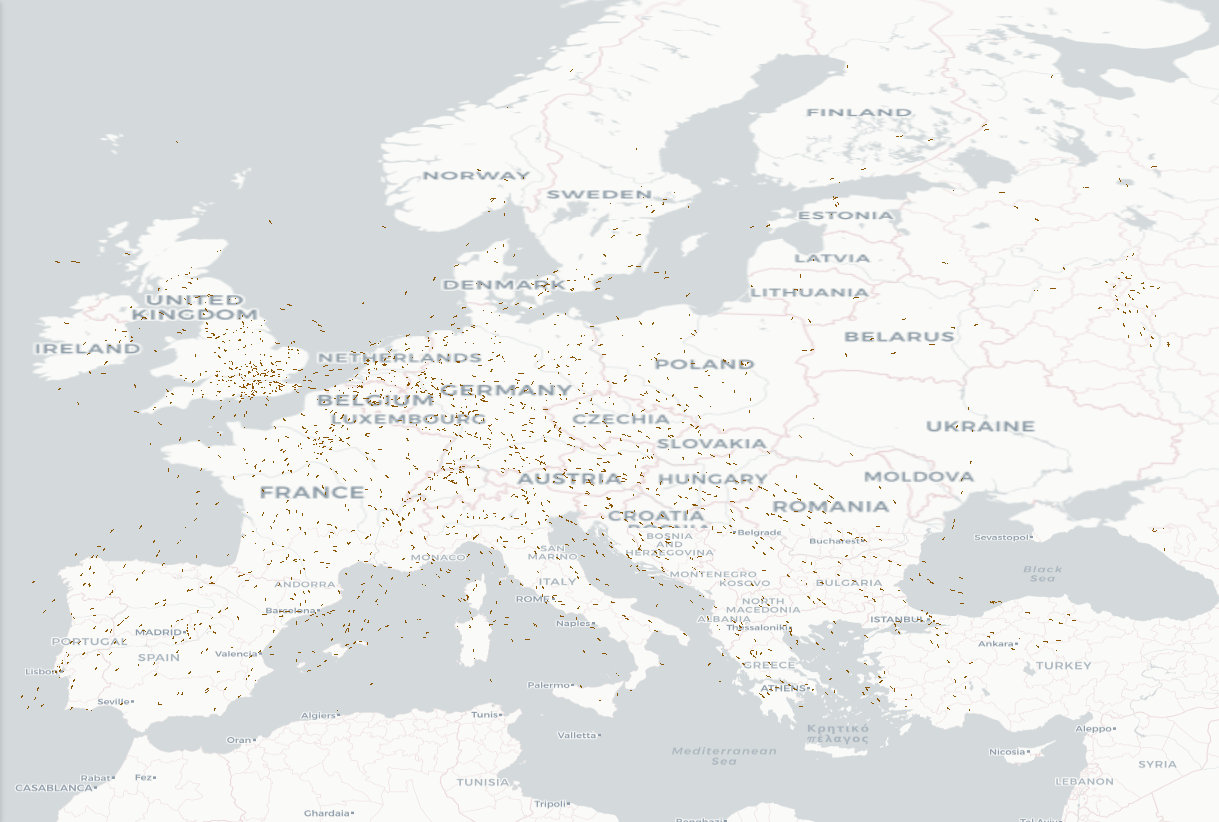 FINLAND
NORWAY
SWEDEN
ESTONIA
LATVIA
DENMARK
LITHUANIA
UNITED
KINGDOM
BELARUS
IRELAND
NETHERLANDS
POLAND
GERMANY
BELGIUM
LUXEMBOURG
CZECHIA
UKRAINE
SLOVAKIA
AUSTRIA
HUNGARY
MOLDOVA
FRANCE
ROMANIA
CROATIA
BOSNIA
BOSNIA
AND
HERZEGOVINA
Belgrade
Bucharest
Sevastopol
SAN
MARINO
MONACO
Black
Sea
MONTENEGRO
KOSOVO
ITALY
BULGARIA
ANDORRA
ROME
NORTH
MACEDONIA
Barcelona
ALBANIA
ISTANBUL
Naples
Thessaloniki
MADRID
PORTUGAL
Ankara
SPAIN
Valencia
GREECE
TURKEY
Lisbon
Palermo
ATHENS
Seville
Algiers
Tunis
Κρητικό
πέλαγος
Aleppo
Oran
Valletta
Mediterranean
Sea
Nicosia
SYRIA
Rabat
Fez
TUNISIA
LEBANON
CASABLANCA
Tripoli
Ghardaia
Benghazi
Tel Aviv